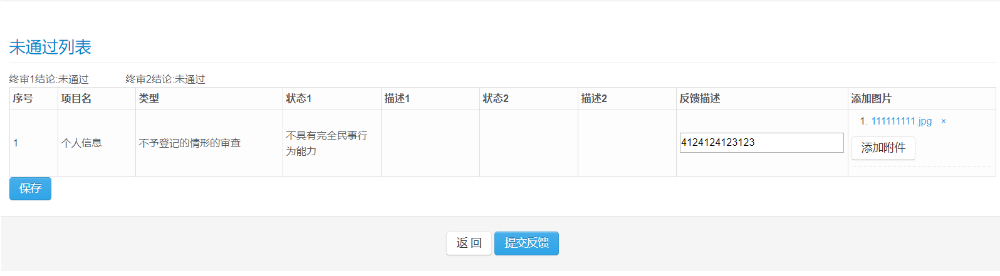 未通过列表
终审1结论:未通过 终审2结论:未通过
序号 项目名 类型 状态1 描述1 状态2 描述2 反馈描述 添加图片
1 个人信息 不予登记的情形的审查 不具有完全民事行
为能力 4124124123123 1. 111111111.jpg ×
添加附件
保存
返 回 提交反馈